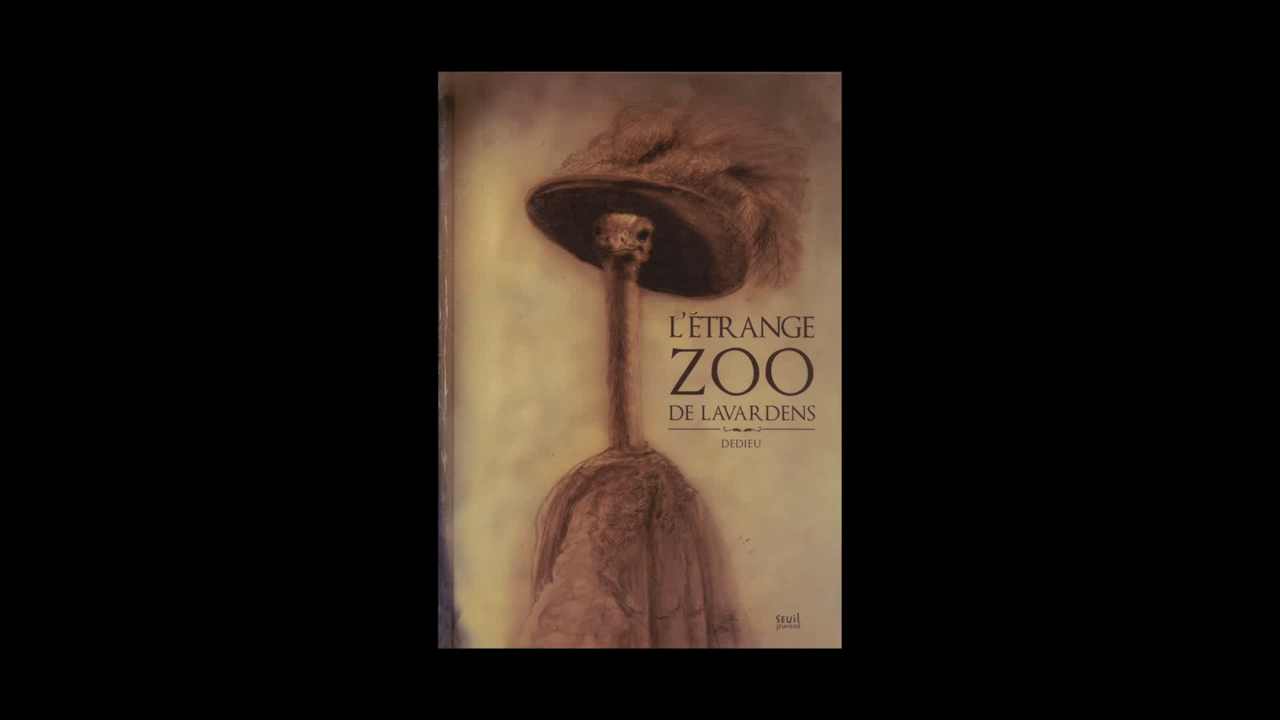 L'ÉTRANGE
ZOO
DE LAVARDENS
DEDIEU
SEUIL
jeunesse